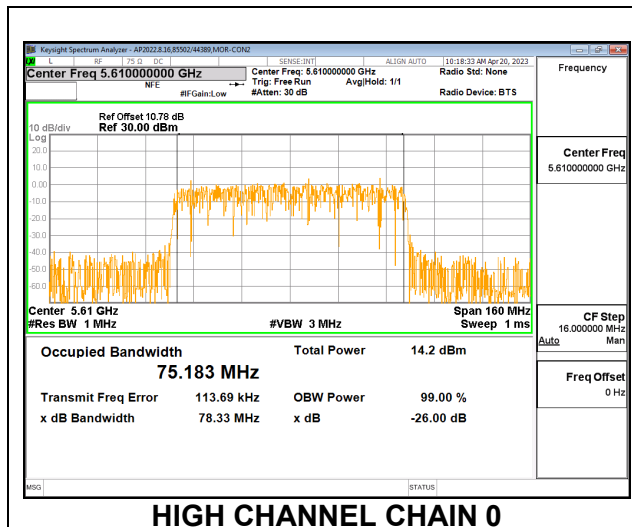 Keysight Spectrum Analyzer - AP2022.8.16,85502/44389,MOR-CON2
L RF 75 Ω DC SENSE:INT ALIGN AUTO 10:18:33 AM Apr 20, 2023
Center Freq 5.610000000 GHz
NFE
#IFGain:Low
Center Freq: 5.610000000 GHz
Trig: Free Run Avg|Hold: 1/1
#Atten: 30 dB
Radio Std: None
Radio Device: BTS
Frequency
Ref Offset 10.78 dB
10 dB/div Ref 30.00 dBm
Log
20.0
10.0
0.00
-10.0
-20.0
-30.0
-40.0
-50.0
-60.0
Center 5.61 GHz Span 160 MHz
#Res BW 1 MHz #VBW 3 MHz Sweep 1 ms
Center Freq
5.610000000 GHz
CF Step
16.000000 MHz
Auto Man
Freq Offset
0 Hz
Occupied Bandwidth Total Power 14.2 dBm
75.183 MHz
Transmit Freq Error 113.69 kHz OBW Power 99.00 %
x dB Bandwidth 78.33 MHz x dB -26.00 dB
MSG STATUS
HIGH CHANNEL CHAIN 0